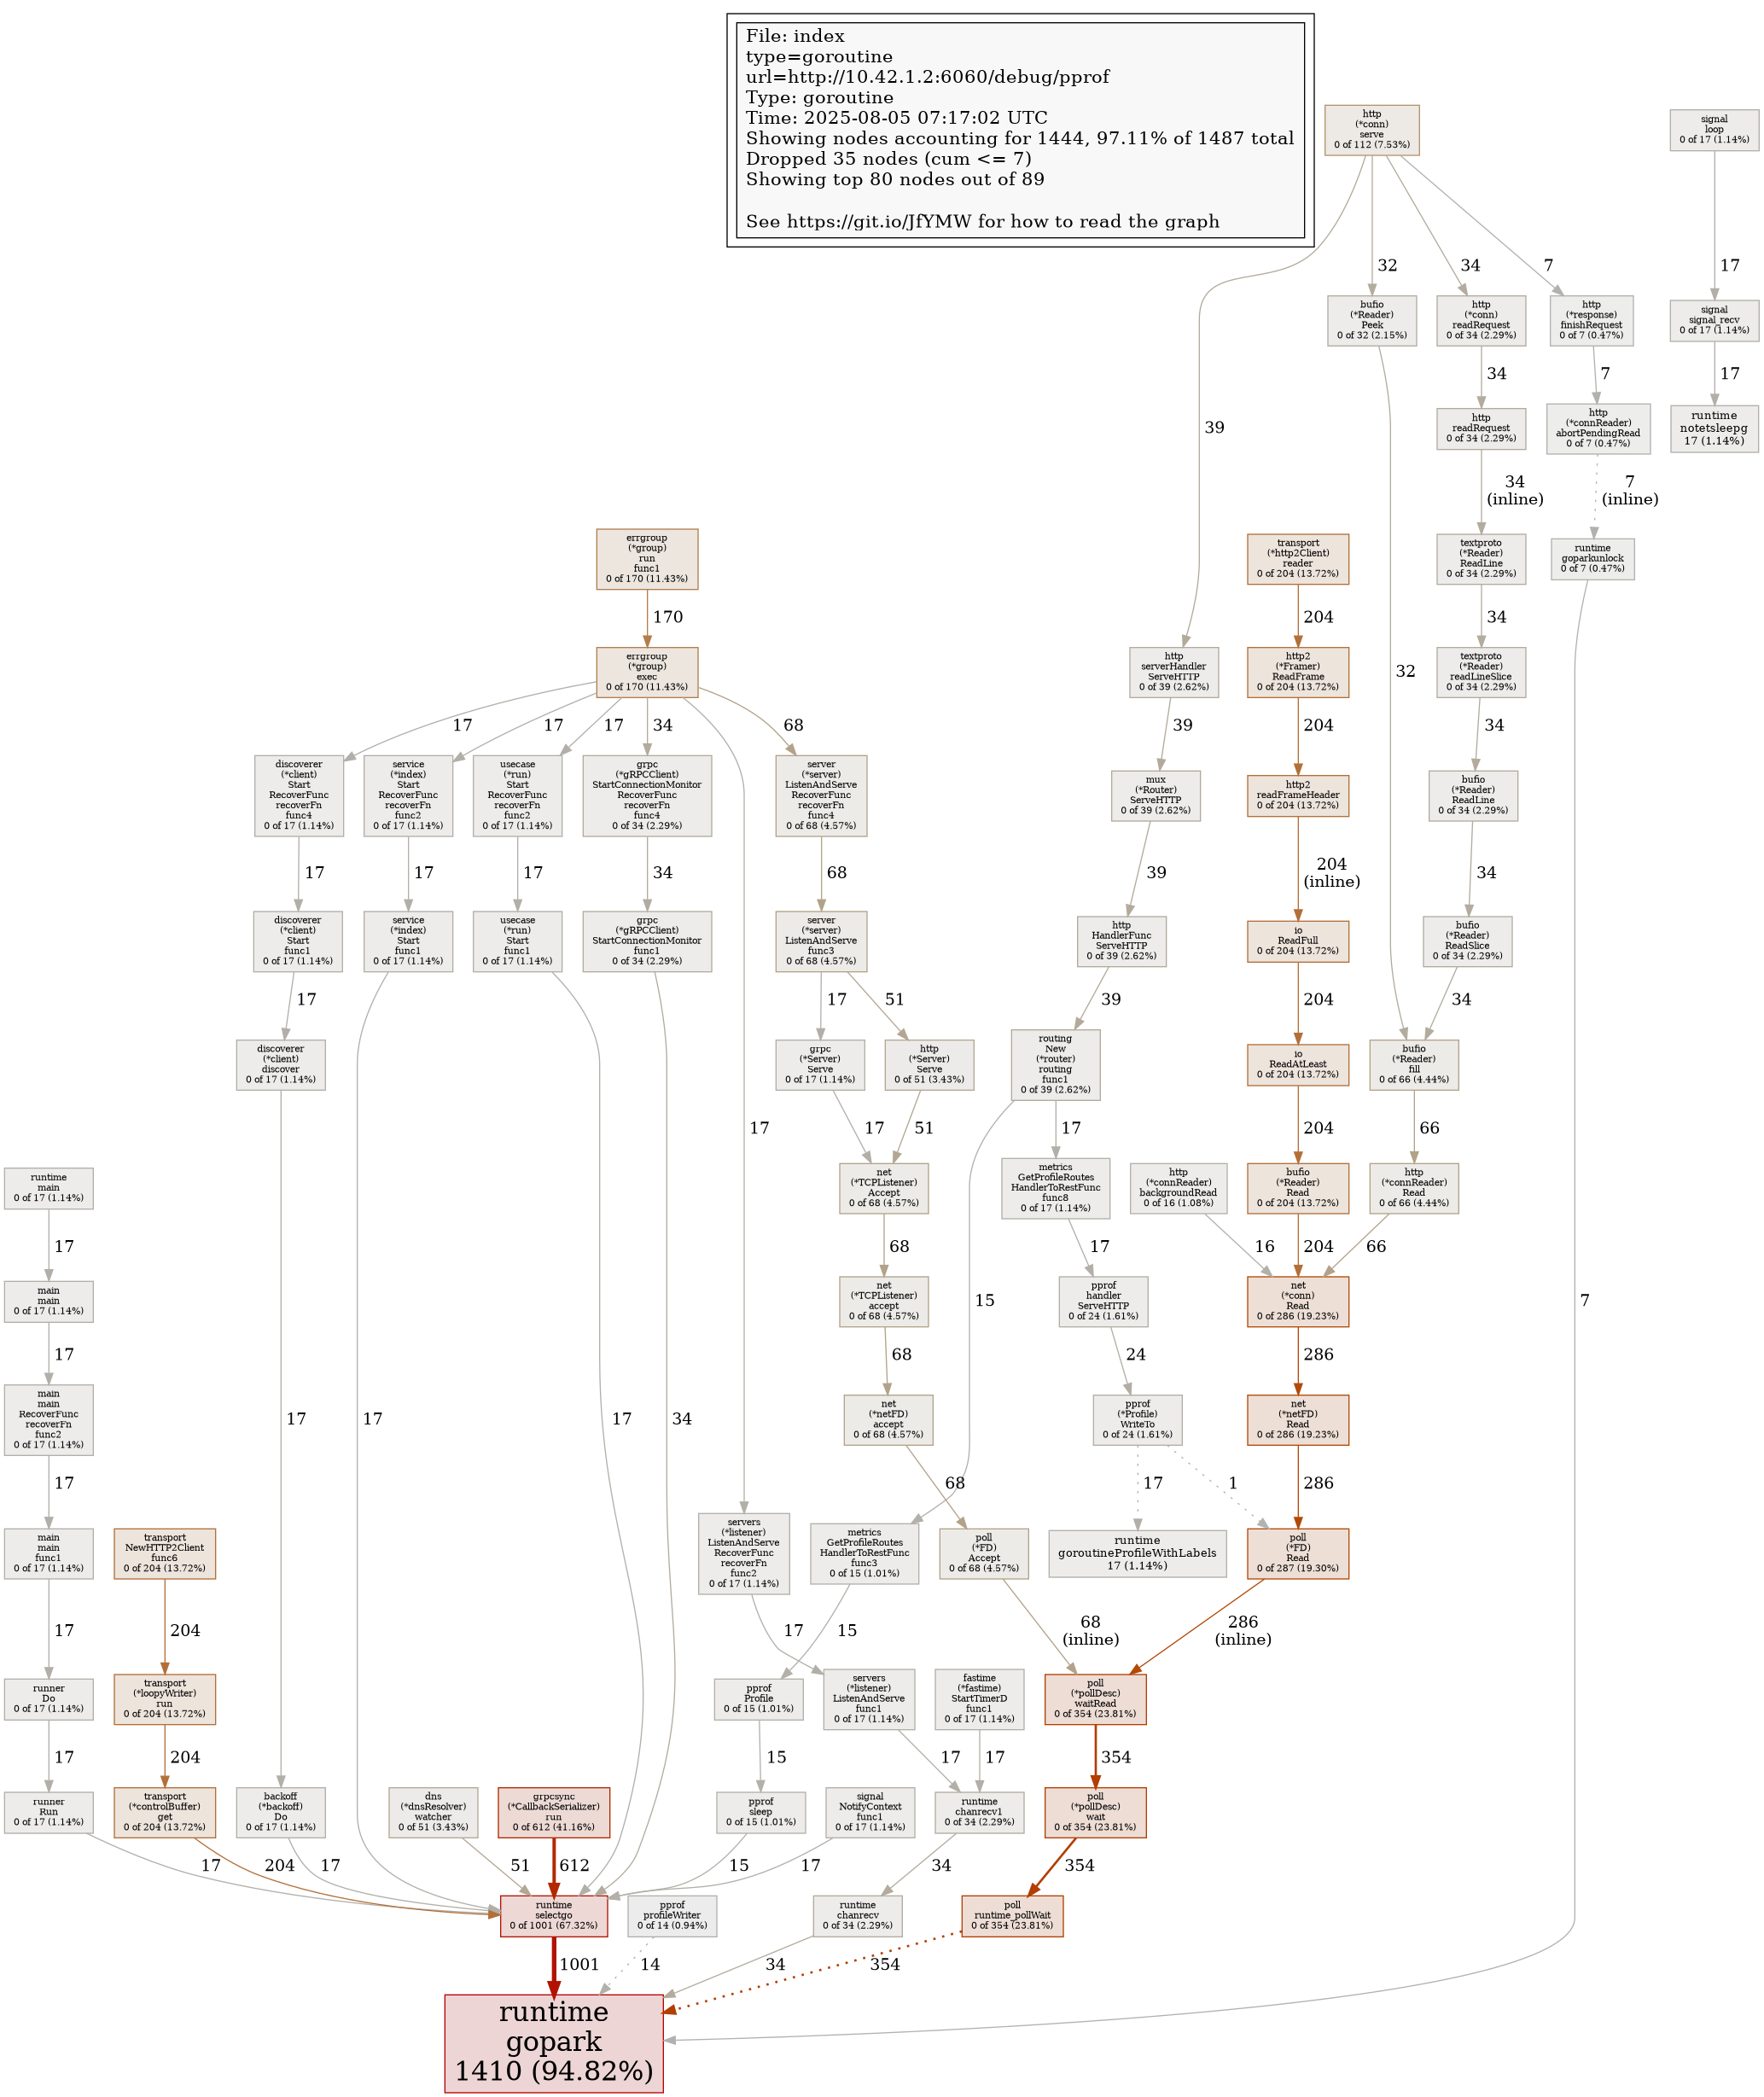 File: index
type=goroutine
url=http://10.42.1.2:6060/debug/pprof
Type: goroutine
Time: 2025-08-05 07:17:02 UTC
Showing nodes accounting for 1444, 97.11% of 1487 total
Dropped 35 nodes (cum <= 7)
Showing top 80 nodes out of 89
See https://git.io/JfYMW for how to read the graph
http
(*conn)
serve
0 of 112 (7.53%)
signal
loop
0 of 17 (1.14%)
39
32
34
7
17
bufio
(*Reader)
Peek
0 of 32 (2.15%)
http
(*conn)
readRequest
0 of 34 (2.29%)
http
(*response)
finishRequest
0 of 7 (0.47%)
signal
signal_recv
0 of 17 (1.14%)
32
34
7
17
http
readRequest
0 of 34 (2.29%)
http
(*connReader)
abortPendingRead
0 of 7 (0.47%)
runtime
notetsleepg
17 (1.14%)
34
(inline)
7
(inline)
errgroup
(*group)
run
func1
0 of 170 (11.43%)
transport
(*http2Client)
reader
0 of 204 (13.72%)
textproto
(*Reader)
ReadLine
0 of 34 (2.29%)
runtime
goparkunlock
0 of 7 (0.47%)
170
204
34
7
errgroup
(*group)
exec
0 of 170 (11.43%)
http
serverHandler
ServeHTTP
0 of 39 (2.62%)
http2
(*Framer)
ReadFrame
0 of 204 (13.72%)
textproto
(*Reader)
readLineSlice
0 of 34 (2.29%)
17
17
17
34
17
68
39
204
34
discoverer
(*client)
Start
RecoverFunc
recoverFn
func4
0 of 17 (1.14%)
service
(*index)
Start
RecoverFunc
recoverFn
func2
0 of 17 (1.14%)
usecase
(*run)
Start
RecoverFunc
recoverFn
func2
0 of 17 (1.14%)
grpc
(*gRPCClient)
StartConnectionMonitor
RecoverFunc
recoverFn
func4
0 of 34 (2.29%)
server
(*server)
ListenAndServe
RecoverFunc
recoverFn
func4
0 of 68 (4.57%)
mux
(*Router)
ServeHTTP
0 of 39 (2.62%)
http2
readFrameHeader
0 of 204 (13.72%)
bufio
(*Reader)
ReadLine
0 of 34 (2.29%)
17
17
17
34
68
39
204
(inline)
34
discoverer
(*client)
Start
func1
0 of 17 (1.14%)
service
(*index)
Start
func1
0 of 17 (1.14%)
usecase
(*run)
Start
func1
0 of 17 (1.14%)
grpc
(*gRPCClient)
StartConnectionMonitor
func1
0 of 34 (2.29%)
server
(*server)
ListenAndServe
func3
0 of 68 (4.57%)
http
HandlerFunc
ServeHTTP
0 of 39 (2.62%)
io
ReadFull
0 of 204 (13.72%)
bufio
(*Reader)
ReadSlice
0 of 34 (2.29%)
17
17
17
34
17
51
39
204
34
discoverer
(*client)
discover
0 of 17 (1.14%)
grpc
(*Server)
Serve
0 of 17 (1.14%)
http
(*Server)
Serve
0 of 51 (3.43%)
routing
New
(*router)
routing
func1
0 of 39 (2.62%)
io
ReadAtLeast
0 of 204 (13.72%)
bufio
(*Reader)
fill
0 of 66 (4.44%)
17
17
51
15
17
204
66
runtime
main
0 of 17 (1.14%)
net
(*TCPListener)
Accept
0 of 68 (4.57%)
metrics
GetProfileRoutes
HandlerToRestFunc
func8
0 of 17 (1.14%)
http
(*connReader)
backgroundRead
0 of 16 (1.08%)
bufio
(*Reader)
Read
0 of 204 (13.72%)
http
(*connReader)
Read
0 of 66 (4.44%)
17
68
17
16
204
66
main
main
0 of 17 (1.14%)
net
(*TCPListener)
accept
0 of 68 (4.57%)
pprof
handler
ServeHTTP
0 of 24 (1.61%)
net
(*conn)
Read
0 of 286 (19.23%)
17
68
24
286
main
main
RecoverFunc
recoverFn
func2
0 of 17 (1.14%)
net
(*netFD)
accept
0 of 68 (4.57%)
pprof
(*Profile)
WriteTo
0 of 24 (1.61%)
net
(*netFD)
Read
0 of 286 (19.23%)
17
68
17
1
286
main
main
func1
0 of 17 (1.14%)
transport
NewHTTP2Client
func6
0 of 204 (13.72%)
servers
(*listener)
ListenAndServe
RecoverFunc
recoverFn
func2
0 of 17 (1.14%)
metrics
GetProfileRoutes
HandlerToRestFunc
func3
0 of 15 (1.01%)
poll
(*FD)
Accept
0 of 68 (4.57%)
runtime
goroutineProfileWithLabels
17 (1.14%)
poll
(*FD)
Read
0 of 287 (19.30%)
17
204
17
15
68
(inline)
286
(inline)
runner
Do
0 of 17 (1.14%)
transport
(*loopyWriter)
run
0 of 204 (13.72%)
pprof
Profile
0 of 15 (1.01%)
servers
(*listener)
ListenAndServe
func1
0 of 17 (1.14%)
fastime
(*fastime)
StartTimerD
func1
0 of 17 (1.14%)
poll
(*pollDesc)
waitRead
0 of 354 (23.81%)
17
204
15
17
17
354
runner
Run
0 of 17 (1.14%)
transport
(*controlBuffer)
get
0 of 204 (13.72%)
backoff
(*backoff)
Do
0 of 17 (1.14%)
dns
(*dnsResolver)
watcher
0 of 51 (3.43%)
grpcsync
(*CallbackSerializer)
run
0 of 612 (41.16%)
pprof
sleep
0 of 15 (1.01%)
signal
NotifyContext
func1
0 of 17 (1.14%)
runtime
chanrecv1
0 of 34 (2.29%)
poll
(*pollDesc)
wait
0 of 354 (23.81%)
17
204
17
51
612
15
17
34
354
runtime
selectgo
0 of 1001 (67.32%)
pprof
profileWriter
0 of 14 (0.94%)
runtime
chanrecv
0 of 34 (2.29%)
poll
runtime_pollWait
0 of 354 (23.81%)
1001
14
34
354
runtime
gopark
1410 (94.82%)